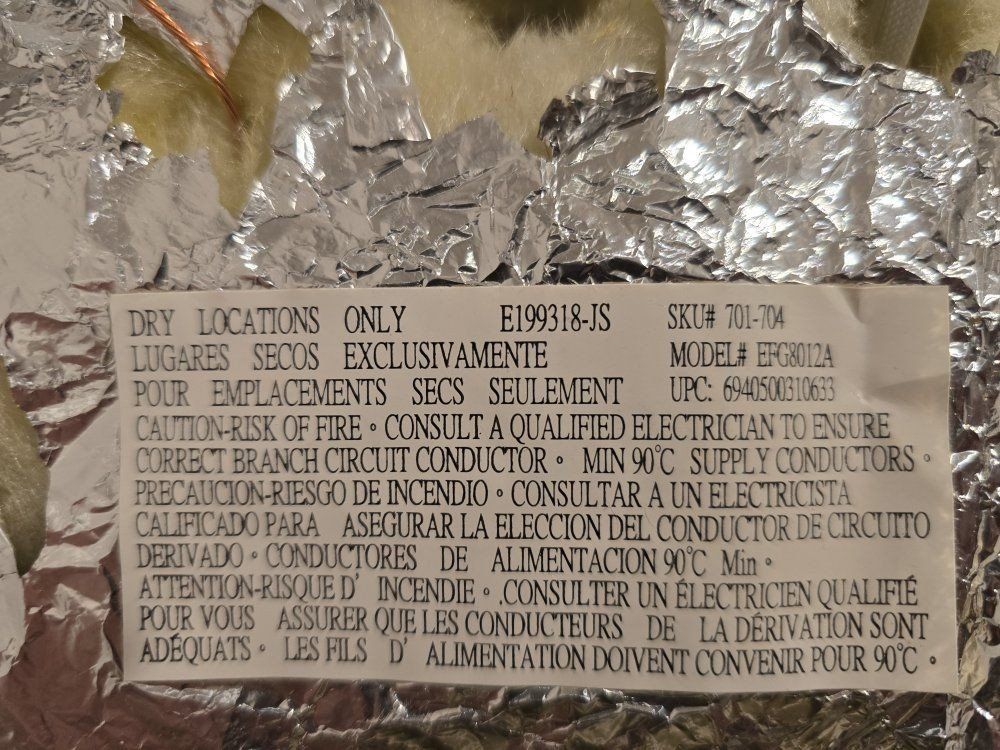 DRY LOCATIONS ONLY E199318-JS SKU# 701-704
LUGARES SECOS EXCLUSIVAMENTE MODEL# EFG8012A
POUR EMPLACEMENTS SECS SEULEMENT UPC: 6940500310633
CAUTION-RISK OF FIRE。CONSULT A QUALIFIED ELECTRICIAN TO ENSURE
CORRECT BRANCH CIRCUIT CONDUCTOR。 MIN 90℃ SUPPLY CONDUCTORS。
PRECAUCION-RIESGO DE INCENDIO。CONSULTAR A UN ELECTRICISTA
CALIFICADO PARA ASEGURAR LA ELECCION DEL CONDUCTOR DE CIRCUITO
DERIVADO。CONDUCTORES DE ALIMENTACION 90℃ Min。
ATTENTION-RISQUE D' INCENDIE。.CONSULTER UN ÉLECTRICIEN QUALIFIÉ
POUR VOUS ASSURER QUE LES CONDUCTEURS DE LA DÉRIVATION SONT
ADÉQUATS。 LES FILS D' ALIMENTATION DOIVENT CONVENIR POUR 90℃。